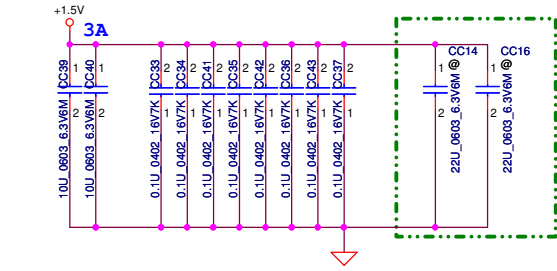 +1.5V
3A
CC39
10U_0603_6.3V6M
CC40
10U_0603_6.3V6M
CC33
0.1U_0402_16V7K
CC34
0.1U_0402_16V7K
CC41
0.1U_0402_16V7K
CC35
0.1U_0402_16V7K
CC42
0.1U_0402_16V7K
CC36
0.1U_0402_16V7K
CC43
0.1U_0402_16V7K
CC37
0.1U_0402_16V7K
CC14
@
22U_0603_6.3V6M
CC16
@
22U_0603_6.3V6M
1 1 2 2 2 2 2 2 2 2 1 1
2 2 1 1 1 1 1 1 1 1 2 2